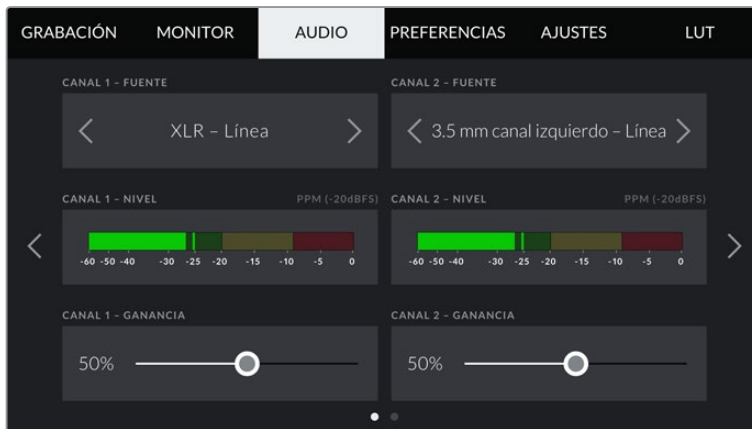 GRABACIÓN MONITOR AUDIO PREFERENCIAS AJUSTES LUT
CANAL 1 – FUENTE CANAL 2 – FUENTE
XLR – Línea 3.5 mm canal izquierdo – Línea
CANAL 1 – NIVEL PPM (-20dBFS) CANAL 2 – NIVEL PPM (-20dBFS)
-60 -50 -40 -30 -25 -20 -15 -10 -5 0 -60 -50 -40 -30 -25 -20 -15 -10 -5 0
CANAL 1 – GANANCIA CANAL 2 – GANANCIA
50% 50%